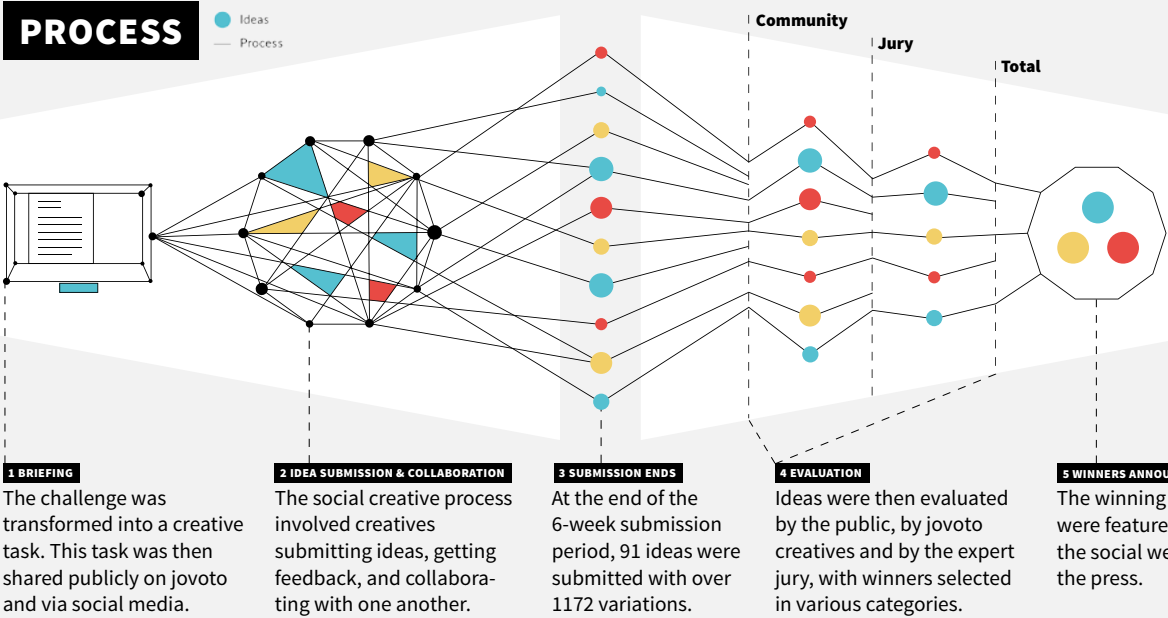 PROCESS
Ideas
Process
Community
Jury
Total
1 BRIEFING
The challenge was
transformed into a creative
task. This task was then
shared publicly on jovoto
and via social media.
2 IDEA SUBMISSION & COLLABORATION
The social creative process
involved creatives
submitting ideas, getting
feedback, and collabora-
ting with one another.
3 SUBMISSION ENDS
At the end of the
6-week submission
period, 91 ideas were
submitted with over
1172 variations.
4 EVALUATION
Ideas were then evaluated
by the public, by jovoto
creatives and by the expert
jury, with winners selected
in various categories.
5 WINNERS
The winning
were
the social
the press.